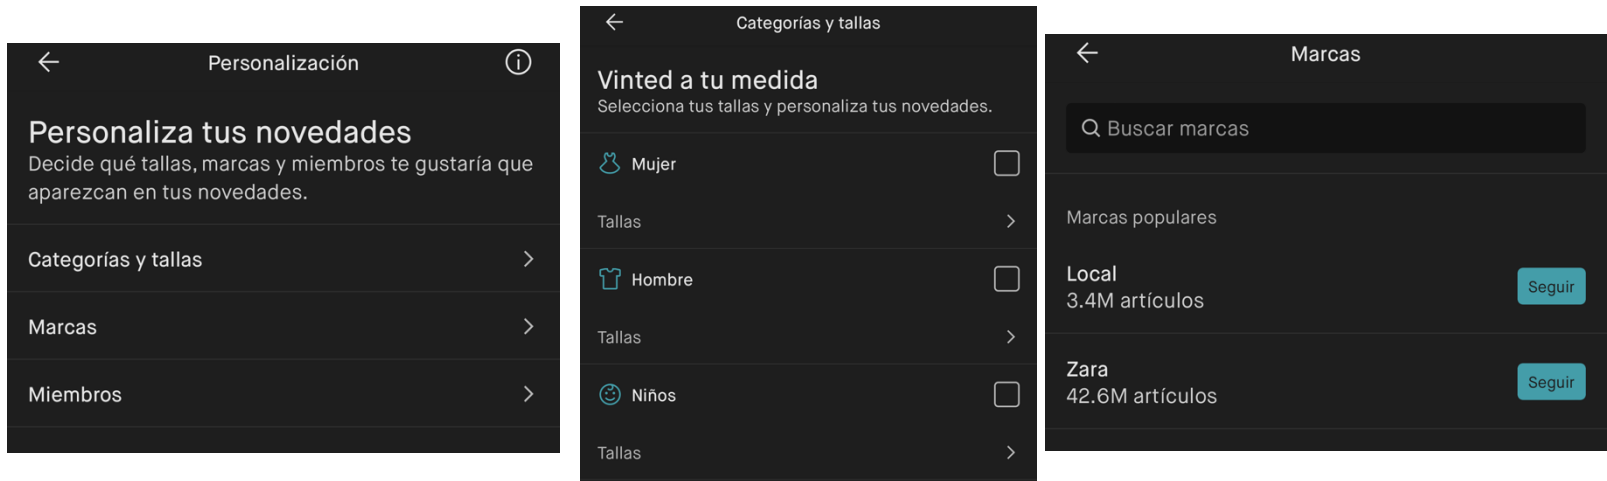 Personalización
Personaliza tus novedades
Decide qué tallas, marcas y miembros te gustaría que
aparezcan en tus novedades.
Categorías y tallas
Marcas
Miembros
Categorías y tallas
Vinted a tu medida
Selecciona tus tallas y personaliza tus novedades.
Mujer
Tallas
Hombre
Tallas
Niños
Tallas
Marcas
Buscar marcas
Marcas populares
Local
3.4M artículos
Seguir
Zara
42.6M artículos
Seguir